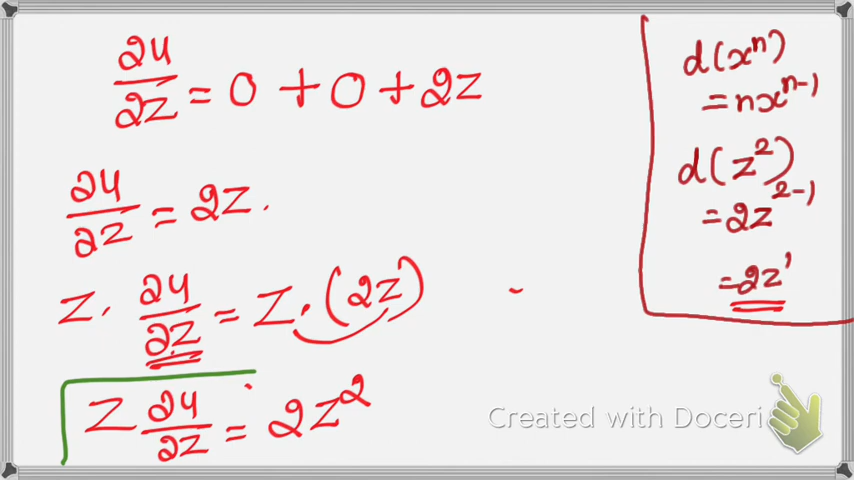 ∂u/∂z = 0 + 0 + 2z
∂u/∂z = 2z.
z · ∂u/∂z = z · (2z)
z ∂u/∂z = 2z²
d(xⁿ)
= nxⁿ⁻¹
d(z²)
= 2z²⁻¹
= 2z¹
Created with Doceri